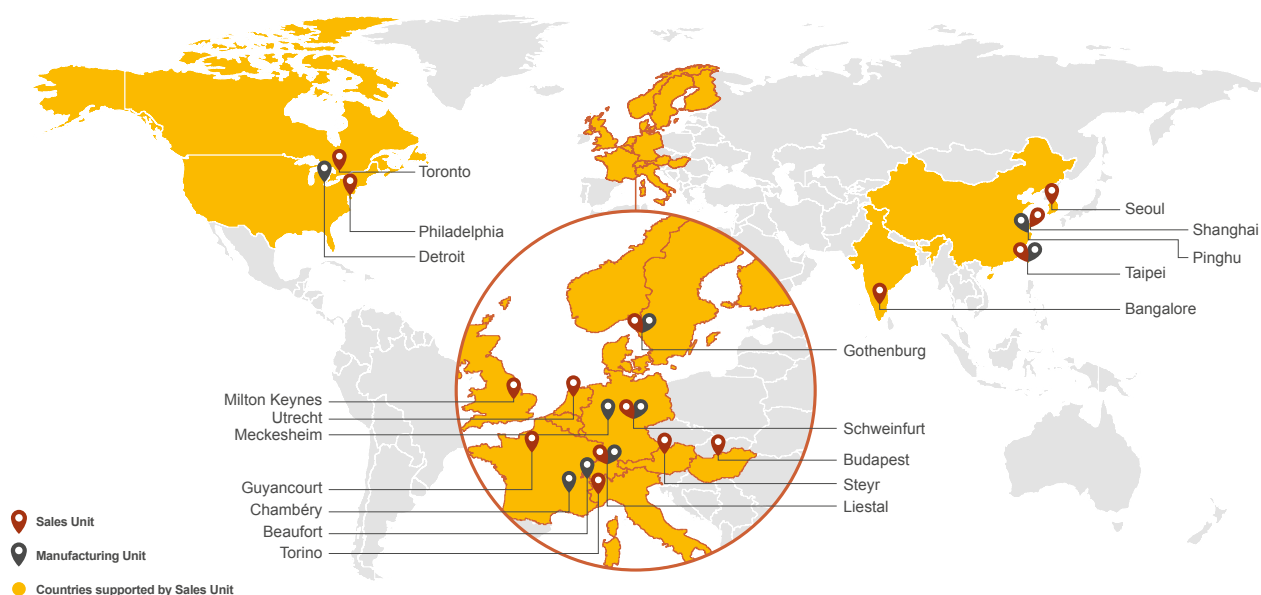 Toronto
Philadelphia
Detroit
Seoul
Shanghai
Pinghu
Taipei
Bangalore
Gothenburg
Milton Keynes
Utrecht
Meckesheim
Schweinfurt
Budapest
Steyr
Liestal
Guyancourt
Chambéry
Beaufort
Torino
Sales Unit
Manufacturing Unit
Countries supported by Sales Unit